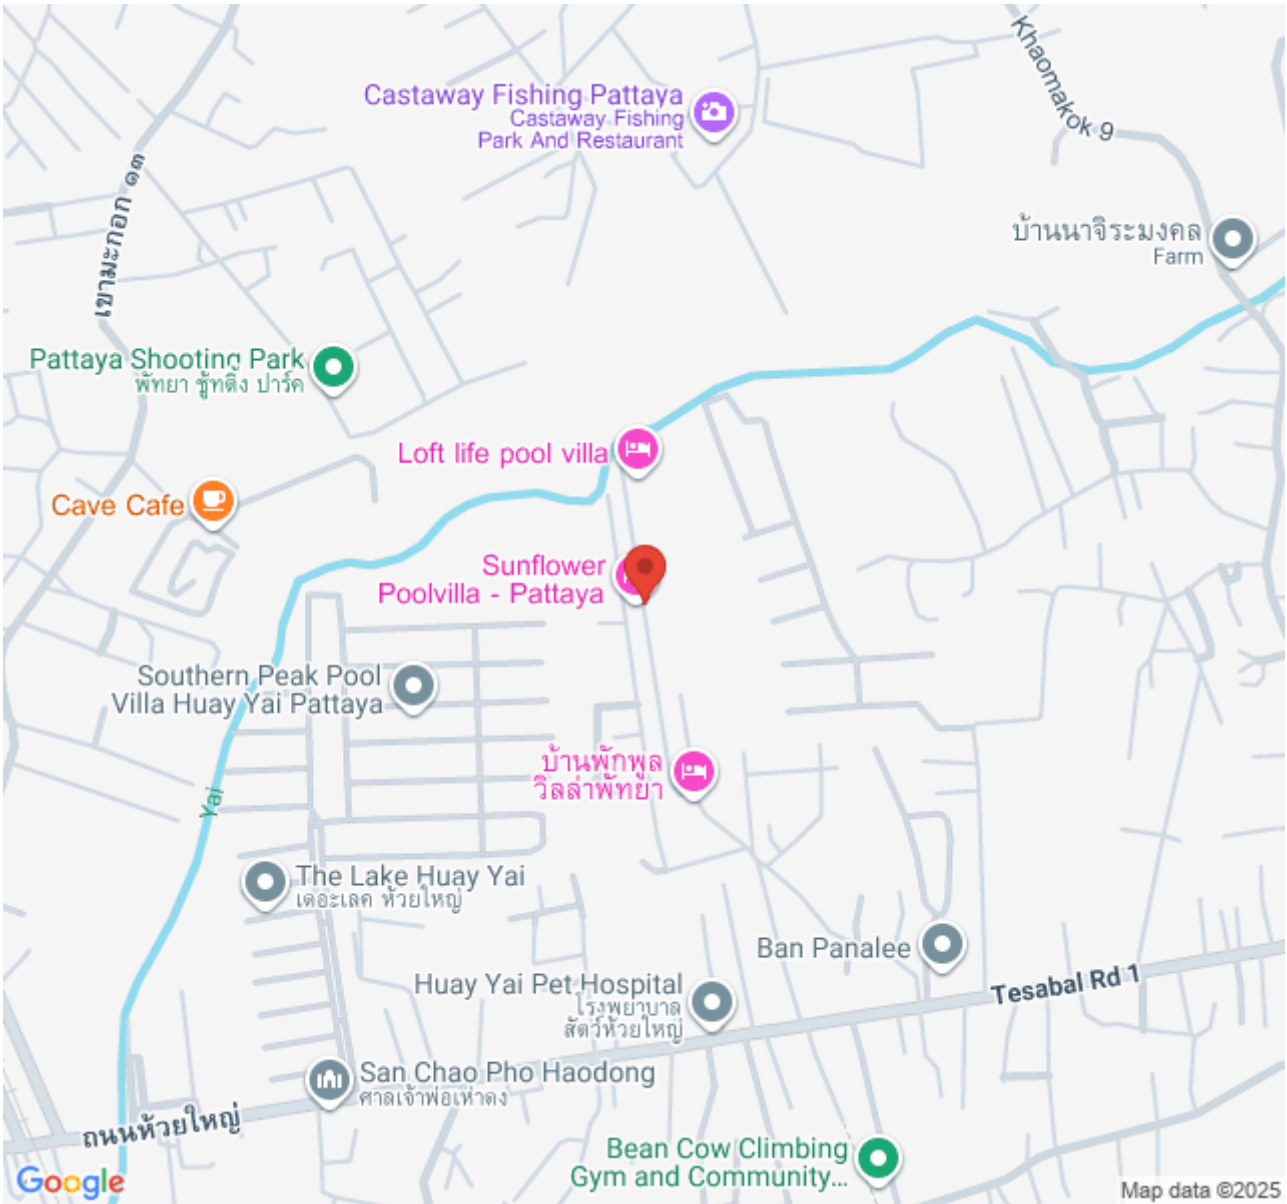 Khaomakok 9
Castaway Fishing Pattaya
Castaway Fishing
Park And Restaurant
เขามะกอก ๑๓
บ้านนาจิระมงคล
Farm
Pattaya Shooting Park
พัทยา ชู้ทติ้ง ปาร์ค
Loft life pool villa
Cave Cafe
Sunflower
Poolvilla - Pattaya
Southern Peak Pool
Villa Huay Yai Pattaya
บ้านพักพูล
วิลล่าพัทยา
Yai
The Lake Huay Yai
เดอะเลค ห้วยใหญ่
Ban Panalee
Huay Yai Pet Hospital
โรงพยาบาล
สัตว์ห้วยใหญ่
Tesabal Rd 1
San Chao Pho Haodong
ศาลเจ้าพ่อเห่าดง
ถนนห้วยใหญ่
Bean Cow Climbing
Gym and Community...
Google
Map data ©2025